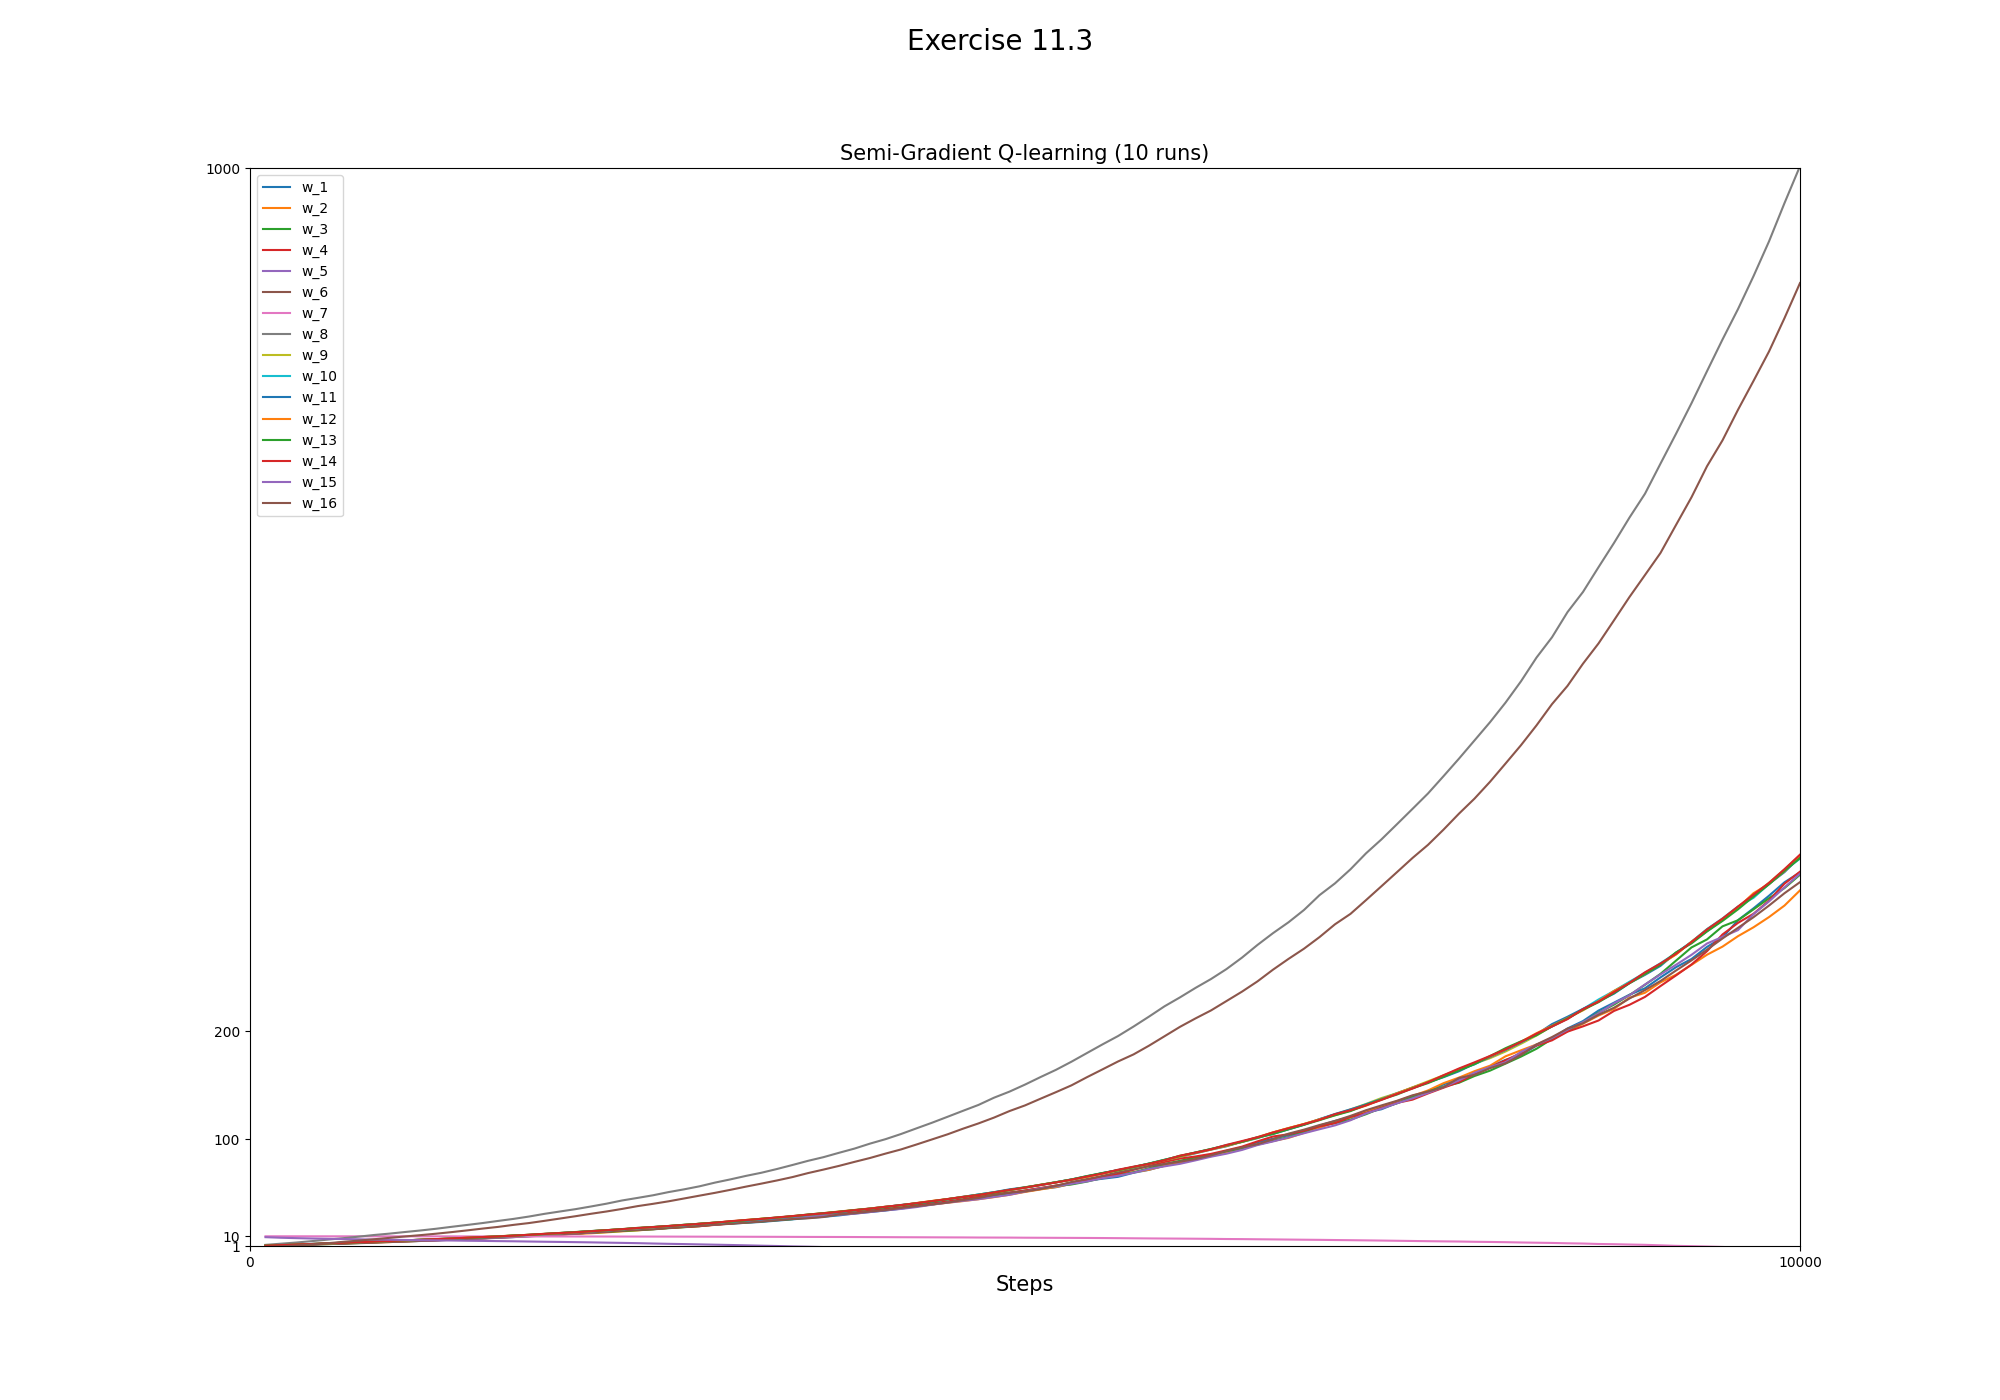 Exercise 11.3
Semi-Gradient Q-learning (10 runs)
1000
200
100
10
1
w_1
w_2
w_3
w_4
w_5
w_6
w_7
w_8
w_9
w_10
w_11
w_12
w_13
w_14
w_15
w_16
0
10000
Steps